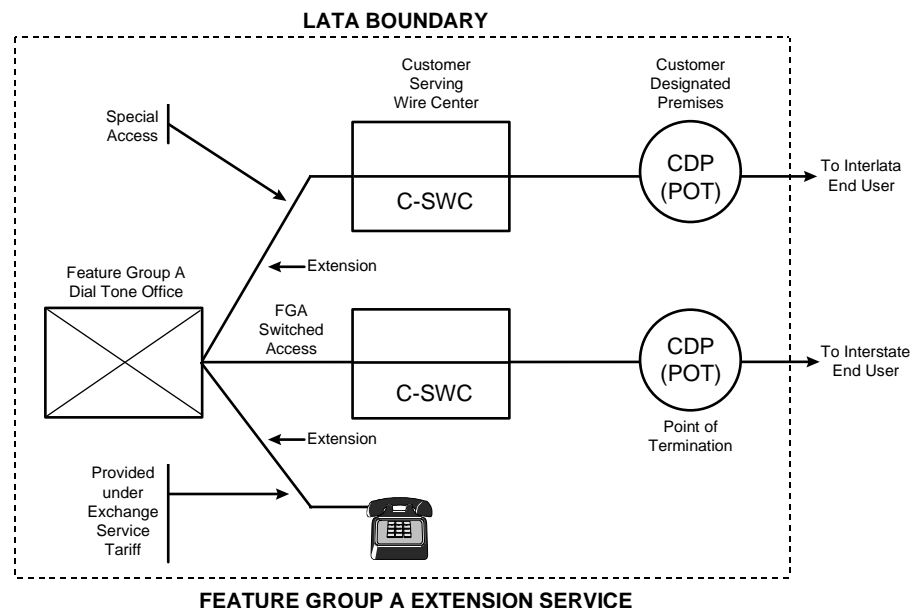 LATA BOUNDARY
Customer
Serving
Wire Center
Customer
Designated
Premises
Special
Access
CDP
(POT)
To Interlata
End User
C-SWC
Extension
Feature Group A
Dial Tone Office
FGA
Switched
Access
CDP
(POT)
To Interstate
End User
C-SWC
Extension
Point of
Termination
Provided
under
Exchange
Service
Tariff
FEATURE GROUP A EXTENSION SERVICE